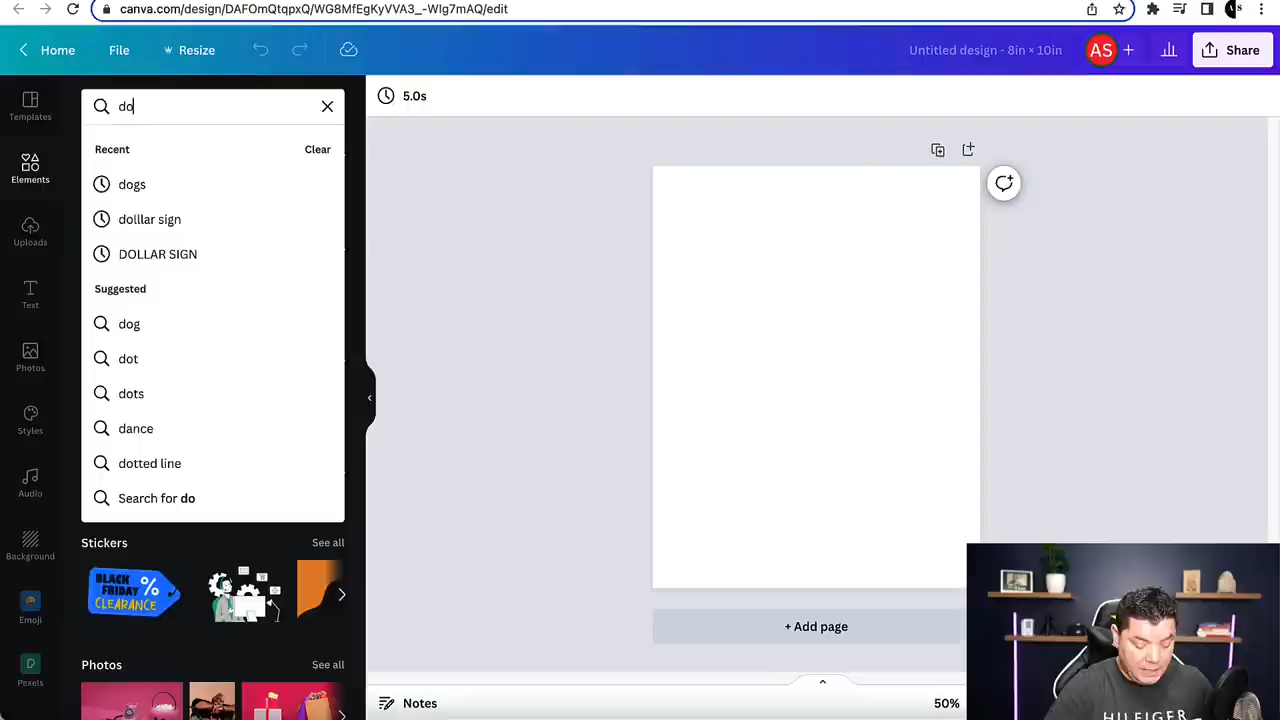 canva.com/design/DAFOmQtqpxQ/WG8MfEgKyVVA3_-WIg7mAQ/edit
Home File Resize Untitled design - 8in × 10in AS + Share
Templates
Elements
Uploads
Text
Photos
Styles
Audio
Background
Emoji
Pexels
do
Recent Clear
dogs
dolllar sign
DOLLAR SIGN
Suggested
dog
dot
dots
dance
dotted line
Search for do
Stickers See all
BLACK
FRIDAY %
CLEARANCE
Photos See all
5.0s
+ Add page
Notes 50%
HILFIGER